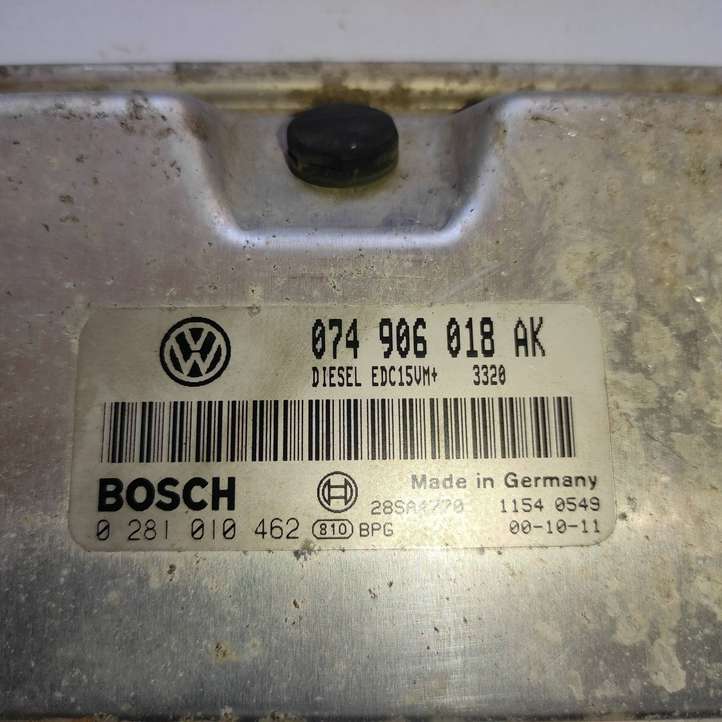 074 906 018 AK
DIESEL EDC15VM+ 3320
BOSCH
Made in Germany
28SA4770 1154 0549
0 281 010 462 810 BPG 00-10-11